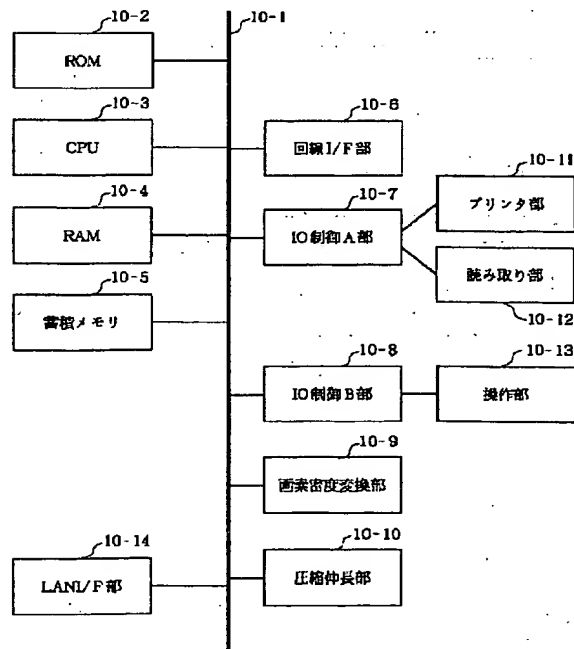 10-1
10-2
ROM
10-3
CPU
10-6
回線I/F部
10-11
プリンタ部
10-4
RAM
10-7
IO制御A部
読み取り部
10-12
10-5
蓄積メモリ
10-8
IO制御B部
10-13
操作部
10-9
画素密度変換部
10-14
LANI/F部
10-10
圧縮伸長部